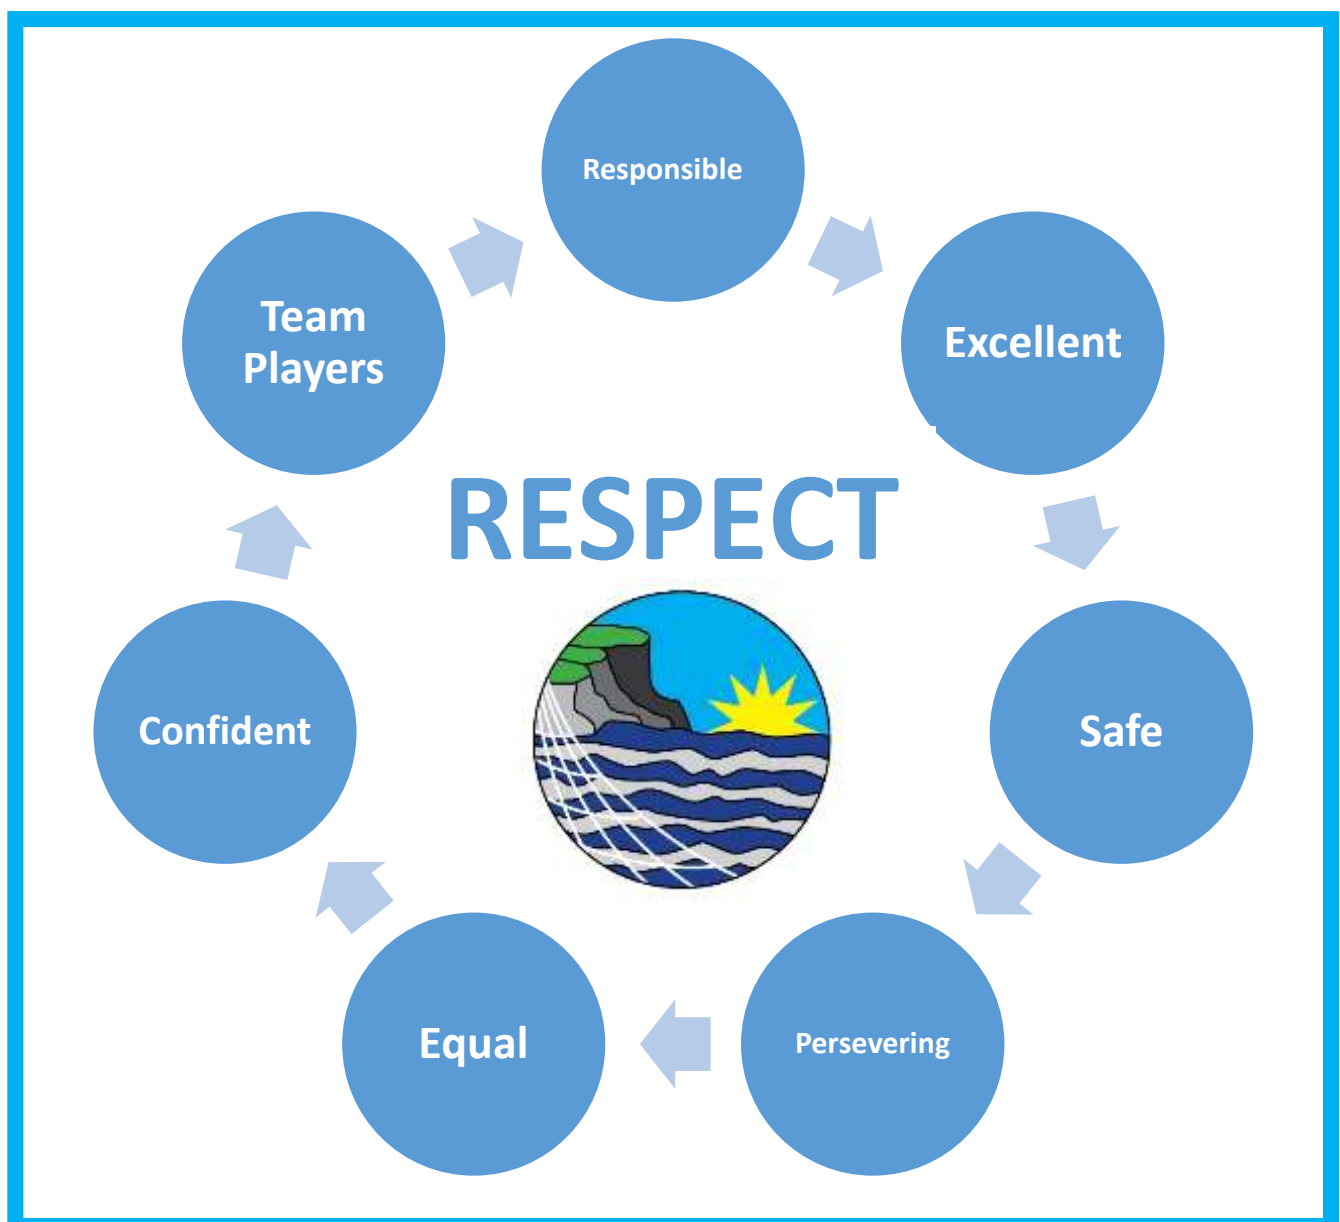 Responsible
Excellent
Safe
Persevering
Equal
Confident
Team
Players
RESPECT